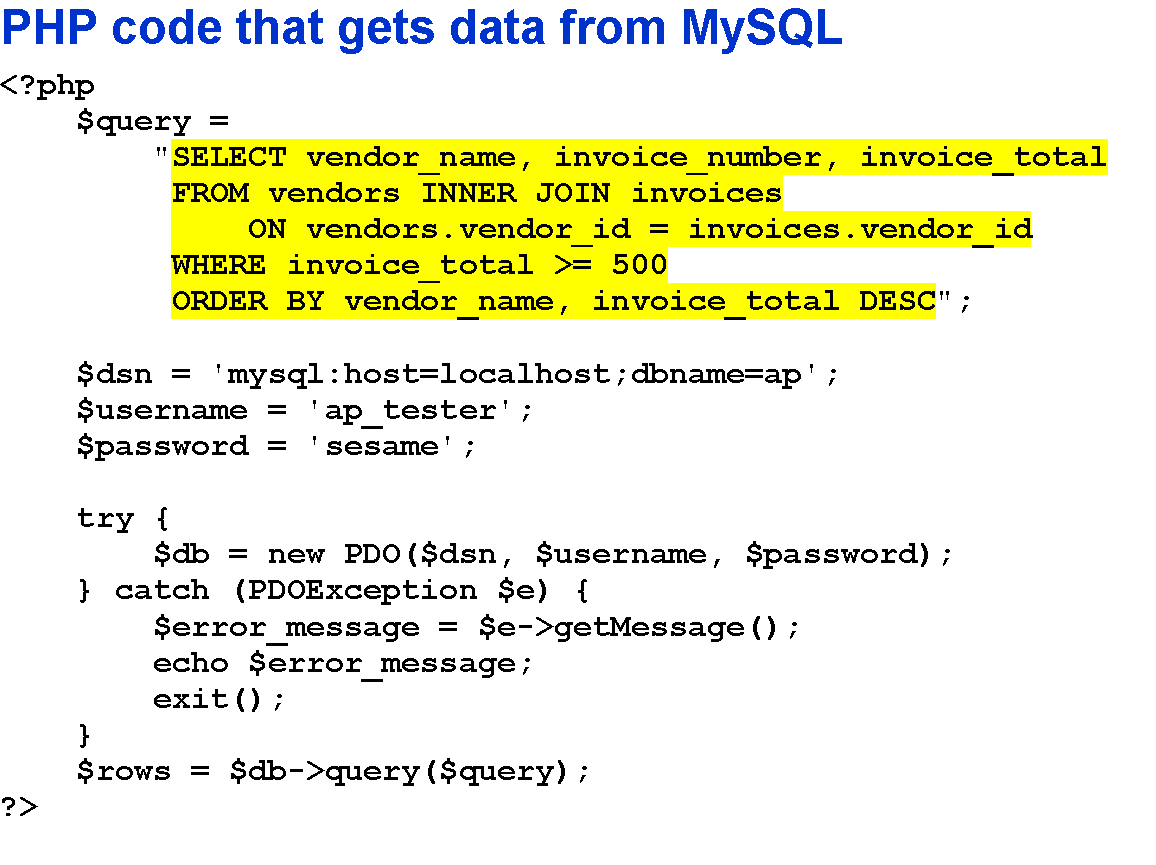 PHP code that gets data from MySQL
<?php
    $query =
        "SELECT vendor_name, invoice_number, invoice_total
         FROM vendors INNER JOIN invoices
             ON vendors.vendor_id = invoices.vendor_id
         WHERE invoice_total >= 500
         ORDER BY vendor_name, invoice_total DESC";

    $dsn = 'mysql:host=localhost;dbname=ap';
    $username = 'ap_tester';
    $password = 'sesame';

    try {
        $db = new PDO($dsn, $username, $password);
    } catch (PDOException $e) {
        $error_message = $e->getMessage();
        echo $error_message;
        exit();
    }
    $rows = $db->query($query);
?>